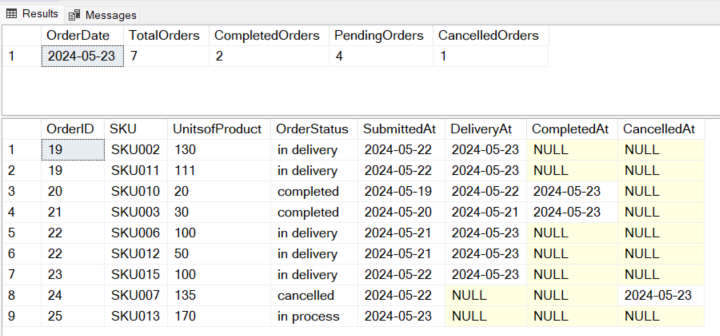 Results Messages
OrderDate TotalOrders CompletedOrders PendingOrders CancelledOrders
1 2024-05-23 7 2 4 1
OrderID SKU UnitsofProduct OrderStatus SubmittedAt DeliveryAt CompletedAt CancelledAt
1 19 SKU002 130 in delivery 2024-05-22 2024-05-23 NULL NULL
2 19 SKU011 111 in delivery 2024-05-22 2024-05-23 NULL NULL
3 20 SKU010 20 completed 2024-05-19 2024-05-22 2024-05-23 NULL
4 21 SKU003 30 completed 2024-05-20 2024-05-21 2024-05-23 NULL
5 22 SKU006 100 in delivery 2024-05-21 2024-05-23 NULL NULL
6 22 SKU012 50 in delivery 2024-05-21 2024-05-23 NULL NULL
7 23 SKU015 100 in delivery 2024-05-22 2024-05-23 NULL NULL
8 24 SKU007 135 cancelled 2024-05-22 NULL NULL 2024-05-23
9 25 SKU013 170 in process 2024-05-23 NULL NULL NULL